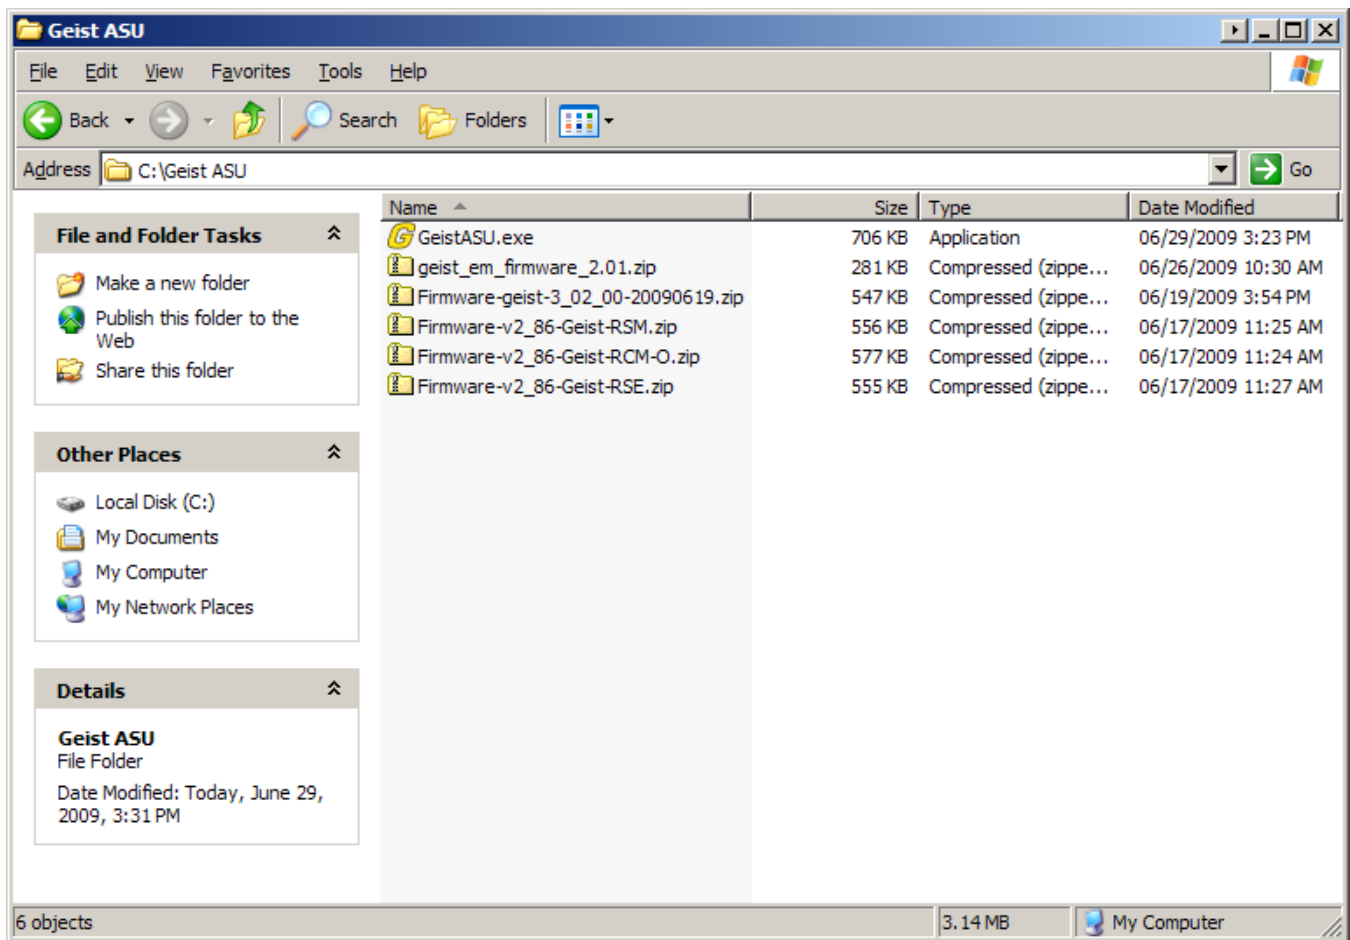 Geist ASU
File Edit View Favorites Tools Help
Back Search Folders
Address C:\Geist ASU Go
File and Folder Tasks
Make a new folder
Publish this folder to the
Web
Share this folder
Other Places
Local Disk (C:)
My Documents
My Computer
My Network Places
Details
Geist ASU
File Folder
Date Modified: Today, June 29,
2009, 3:31 PM
Name Size Type Date Modified
GeistASU.exe 706 KB Application 06/29/2009 3:23 PM
geist_em_firmware_2.01.zip 281 KB Compressed (zippe... 06/26/2009 10:30 AM
Firmware-geist-3_02_00-20090619.zip 547 KB Compressed (zippe... 06/19/2009 3:54 PM
Firmware-v2_86-Geist-RSM.zip 556 KB Compressed (zippe... 06/17/2009 11:25 AM
Firmware-v2_86-Geist-RCM-O.zip 577 KB Compressed (zippe... 06/17/2009 11:24 AM
Firmware-v2_86-Geist-RSE.zip 555 KB Compressed (zippe... 06/17/2009 11:27 AM
6 objects 3.14 MB My Computer